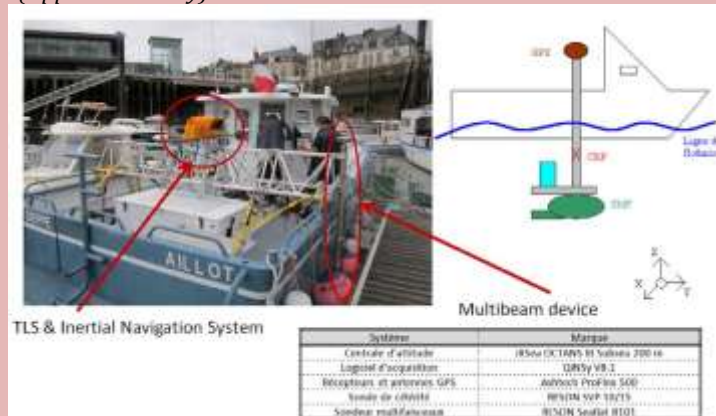 AILLOT
GPS
CRP
Ligne de
flottaison
SMF
X
Z
Y
TLS & Inertial Navigation System
Multibeam device
Système Marque
Centrale d'attitude iXSea OCTANS III Subsea 200 m
Logiciel d'acquisition QINSy V8.1
Récepteurs et antennes GPS Ashtech ProFlex 500
Sonde de célérité RESON SVP 10/15
Sondeur multifaisceaux RESON Seabat 8101